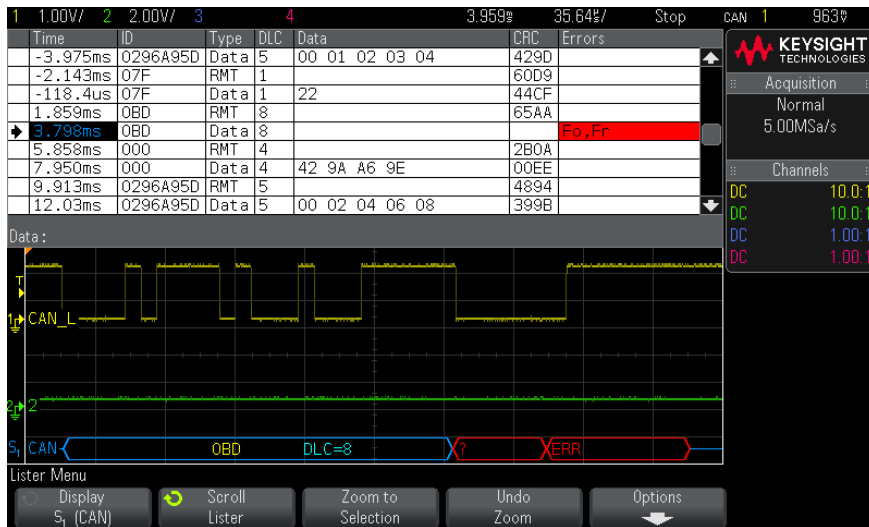 1 1.00V/ 2 2.00V/ 3 4 3.959s 35.64s/ Stop CAN 1 963V
Time ID Type DLC Data CRC Errors
-3.975ms 0296A95D Data 5 00 01 02 03 04 429D
-2.143ms 07F RMT 1 60D9
-118.4us 07F Data 1 22 44CF
1.859ms 0BD RMT 8 65AA
3.798ms 0BD Data 8 Fo,Fr
5.858ms 000 RMT 4 2B0A
7.950ms 000 Data 4 42 9A A6 9E 00EE
9.913ms 0296A95D RMT 5 4894
12.03ms 0296A95D Data 5 00 02 04 06 08 399B
Data:
KEYSIGHT
TECHNOLOGIES
Acquisition
Normal
5.00MSa/s
Channels
DC 10.0:1
DC 10.0:1
DC 1.00:1
DC 1.00:1
T
1 CAN_L
2 2
S1 CAN 0BD DLC=8 ? ERR
Lister Menu
Display
S1 (CAN)
Scroll
Lister
Zoom to
Selection
Undo
Zoom
Options